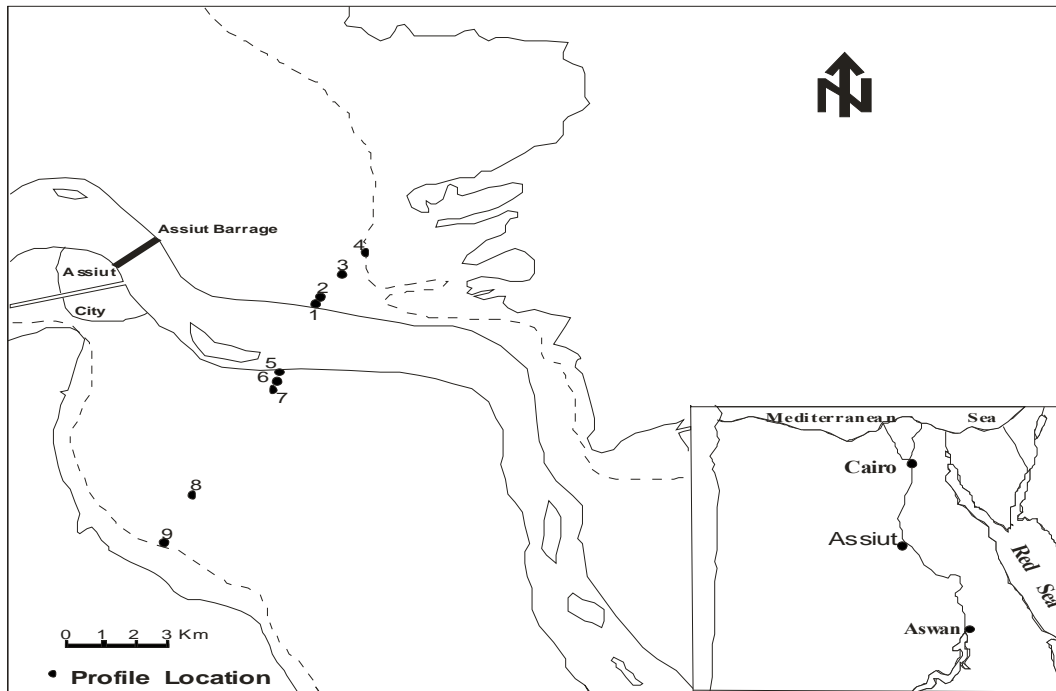 N
Assiut Barrage
4
Assiut
3
2
City
1
5
6
7
Mediterranean Sea
Cairo
8
Assiut
9
Red Sea
Aswan
0 1 2 3 Km
Profile Location